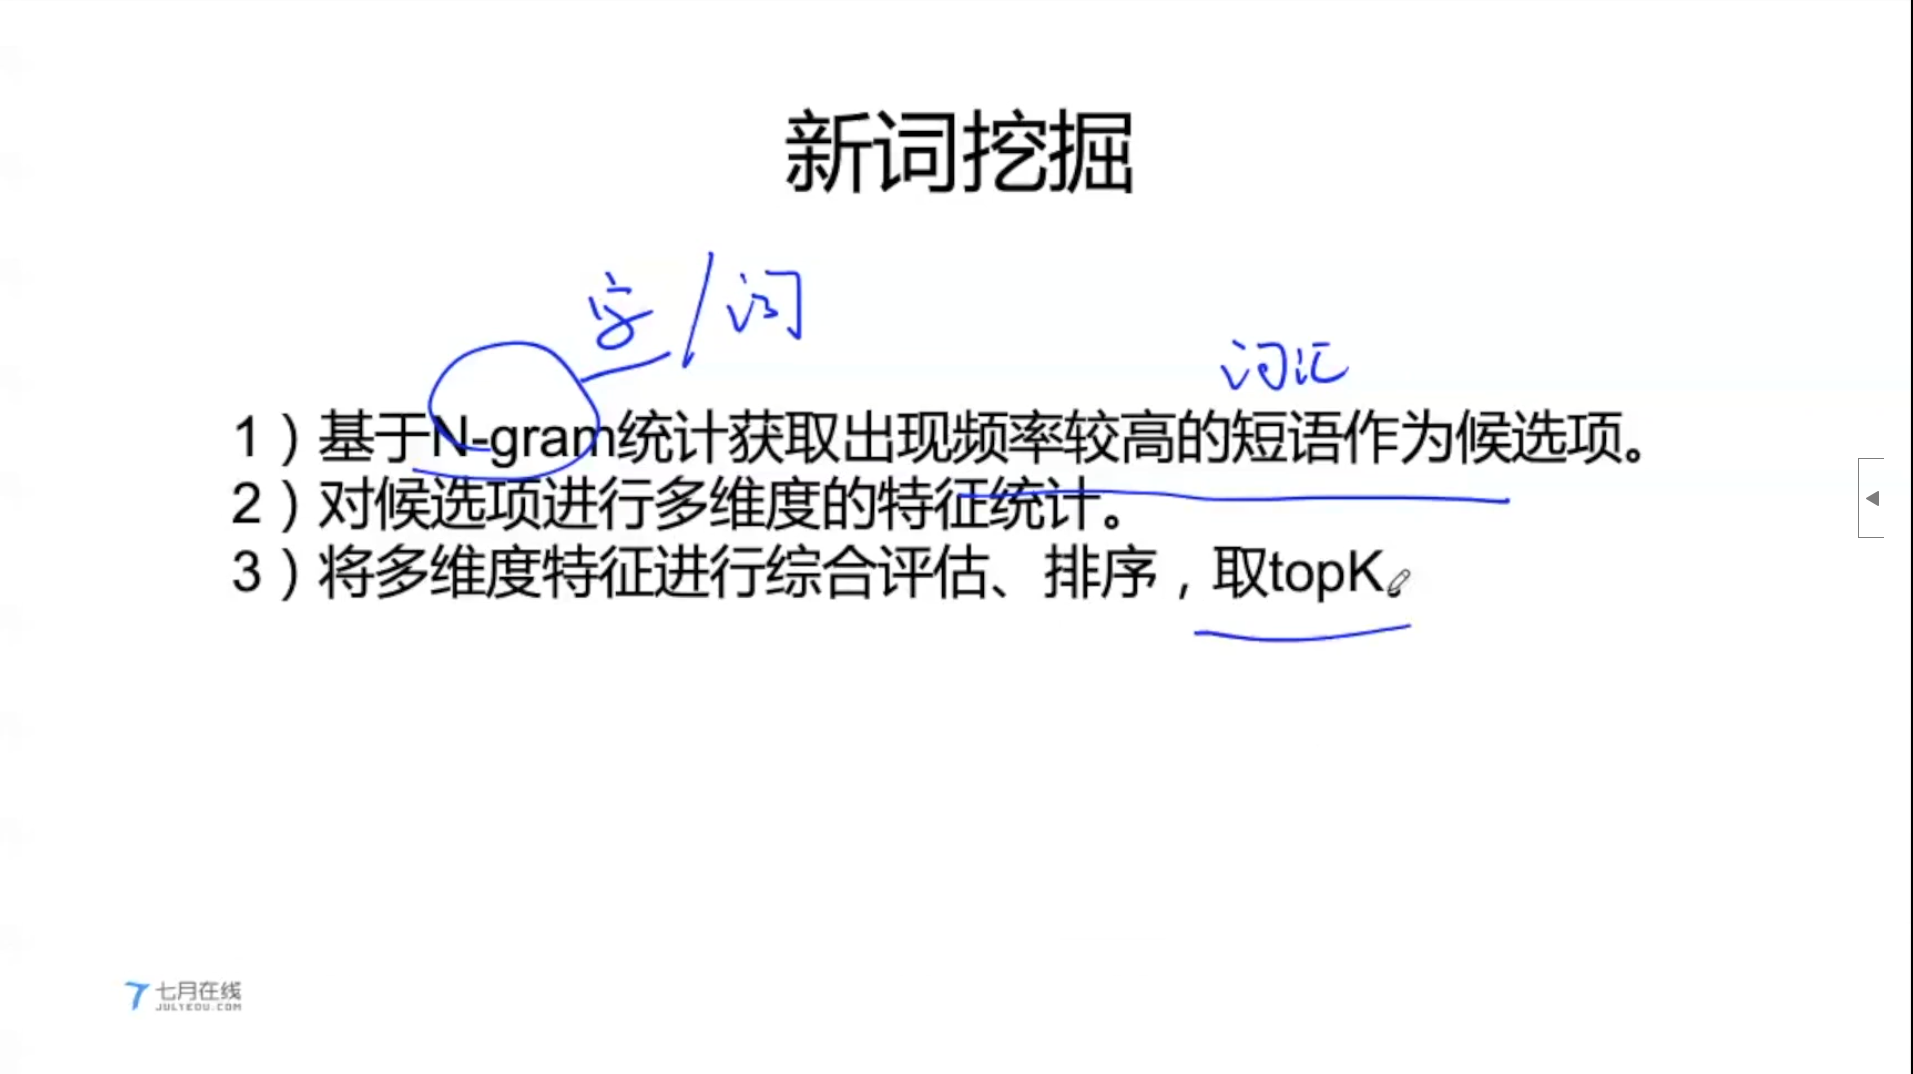 新词挖掘
字/词
词汇
1）基于N-gram统计获取出现频率较高的短语作为候选项。
2）对候选项进行多维度的特征统计。
3）将多维度特征进行综合评估、排序，取topK。
七月在线
JULYEDU.COM